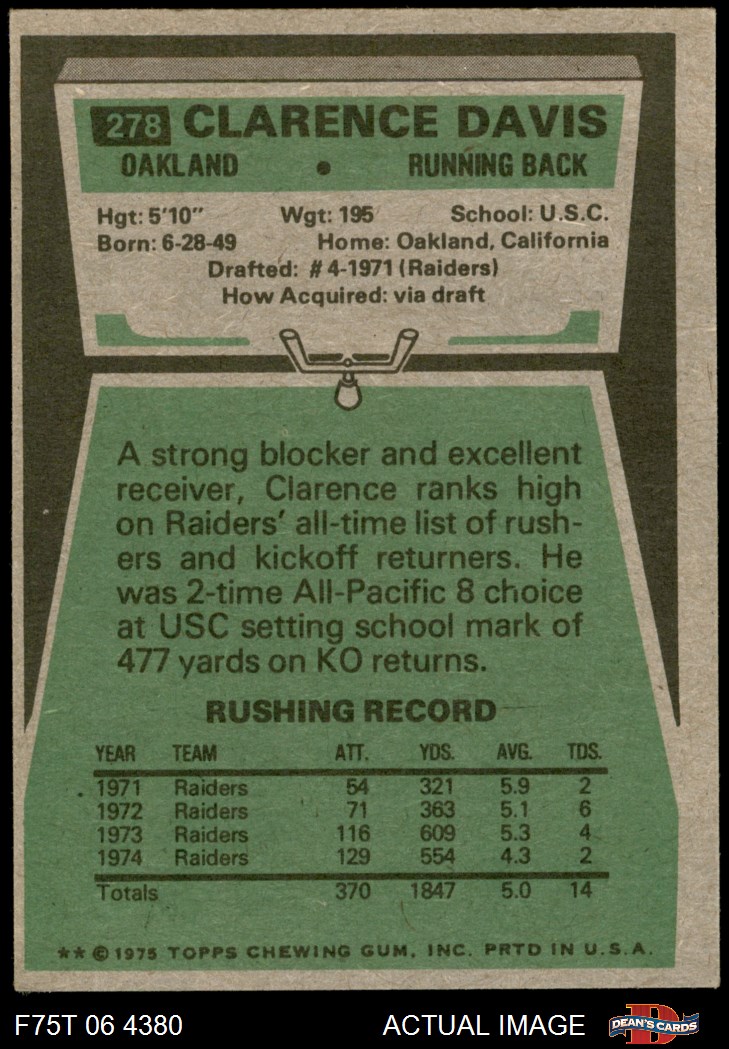 278 CLARENCE DAVIS
OAKLAND • RUNNING BACK
Hgt: 5'10" Wgt: 195 School: U.S.C.
Born: 6-28-49 Home: Oakland, California
Drafted: #4-1971 (Raiders)
How Acquired: via draft
A strong blocker and excellent
receiver, Clarence ranks high
on Raiders' all-time list of rush-
ers and kickoff returners. He
was 2-time All-Pacific 8 choice
at USC setting school mark of
477 yards on KO returns.
RUSHING RECORD
YEAR TEAM ATT. YDS. AVG. TDS.
1971 Raiders 54 321 5.9 2
1972 Raiders 71 363 5.1 6
1973 Raiders 116 609 5.3 4
1974 Raiders 129 554 4.3 2
Totals 370 1847 5.0 14
** © 1975 TOPPS CHEWING GUM, INC. PRTD IN U.S.A.
F75T 06 4380 ACTUAL IMAGE DEAN'S CARDS